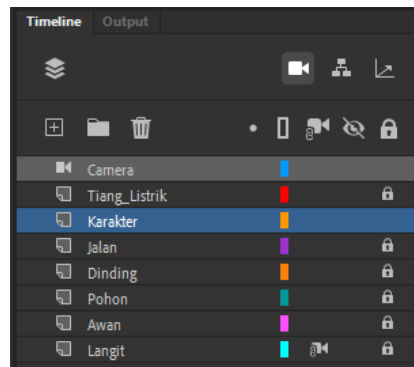 Timeline Output
Camera
Tiang_Listrik
Karakter
Jalan
Dinding
Pohon
Awan
Langit